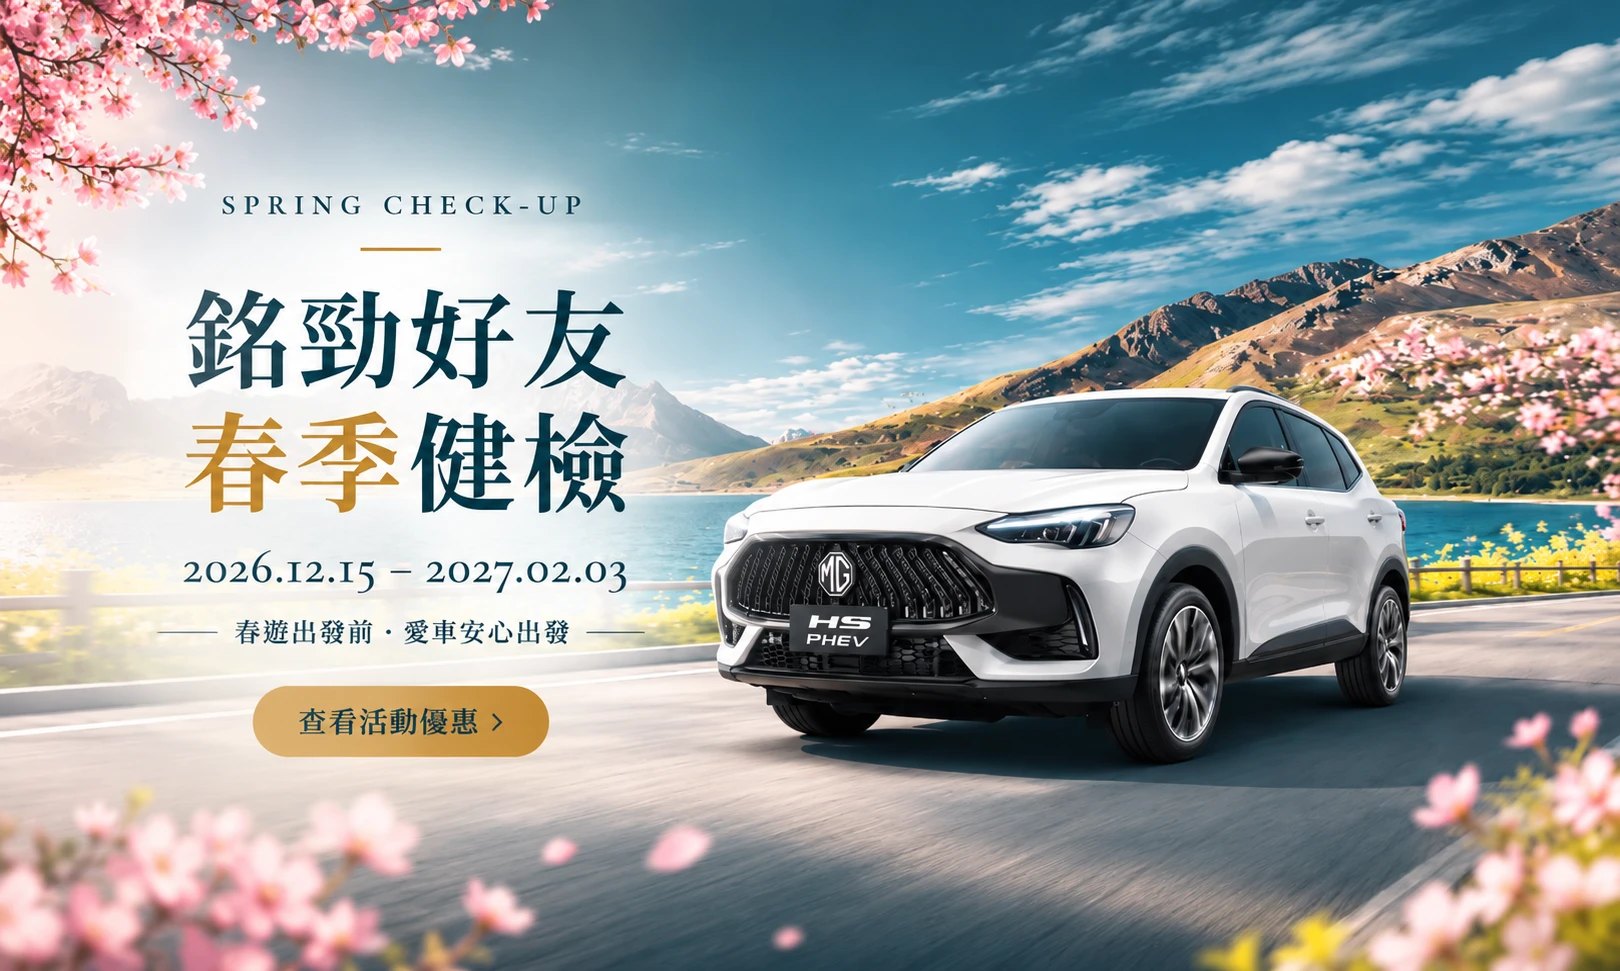 SPRING CHECK-UP
銘勁好友
春季健檢
2026.12.15 – 2027.02.03
春遊出發前・愛車安心出發
查看活動優惠 >
MG
HS
PHEV